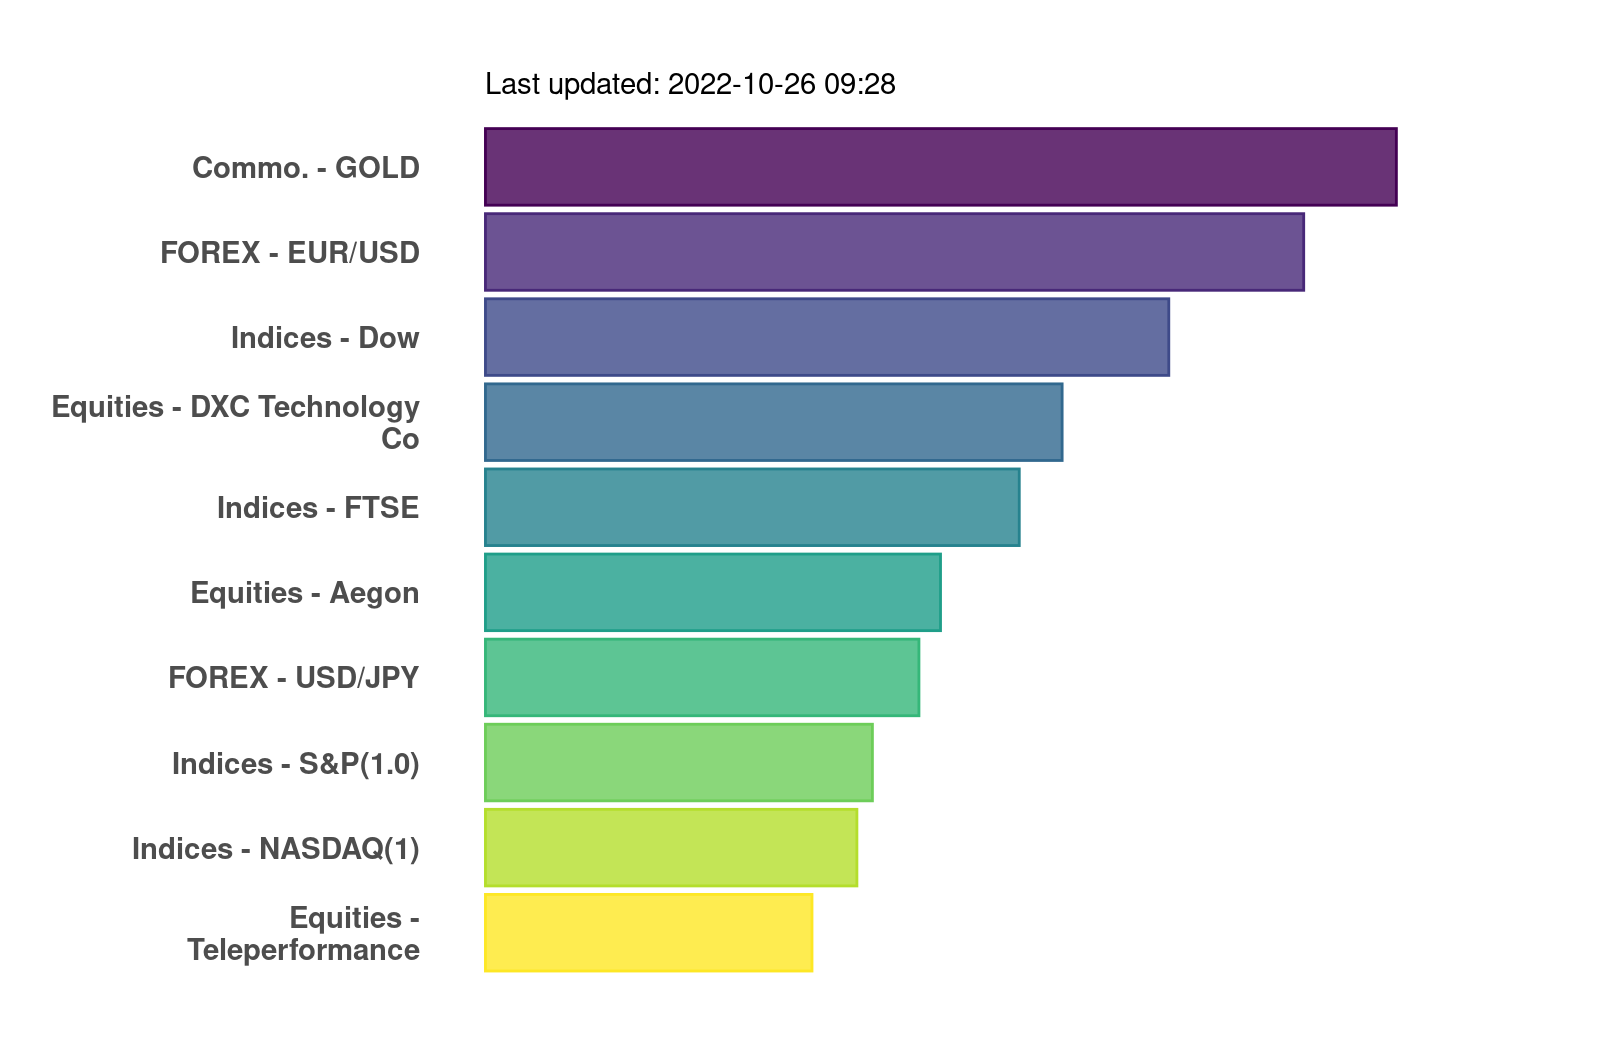 Last updated: 2022-10-26 09:28
Commo. - GOLD
FOREX - EUR/USD
Indices - Dow
Equities - DXC Technology
Co
Indices - FTSE
Equities - Aegon
FOREX - USD/JPY
Indices - S&P(1.0)
Indices - NASDAQ(1)
Equities -
Teleperformance